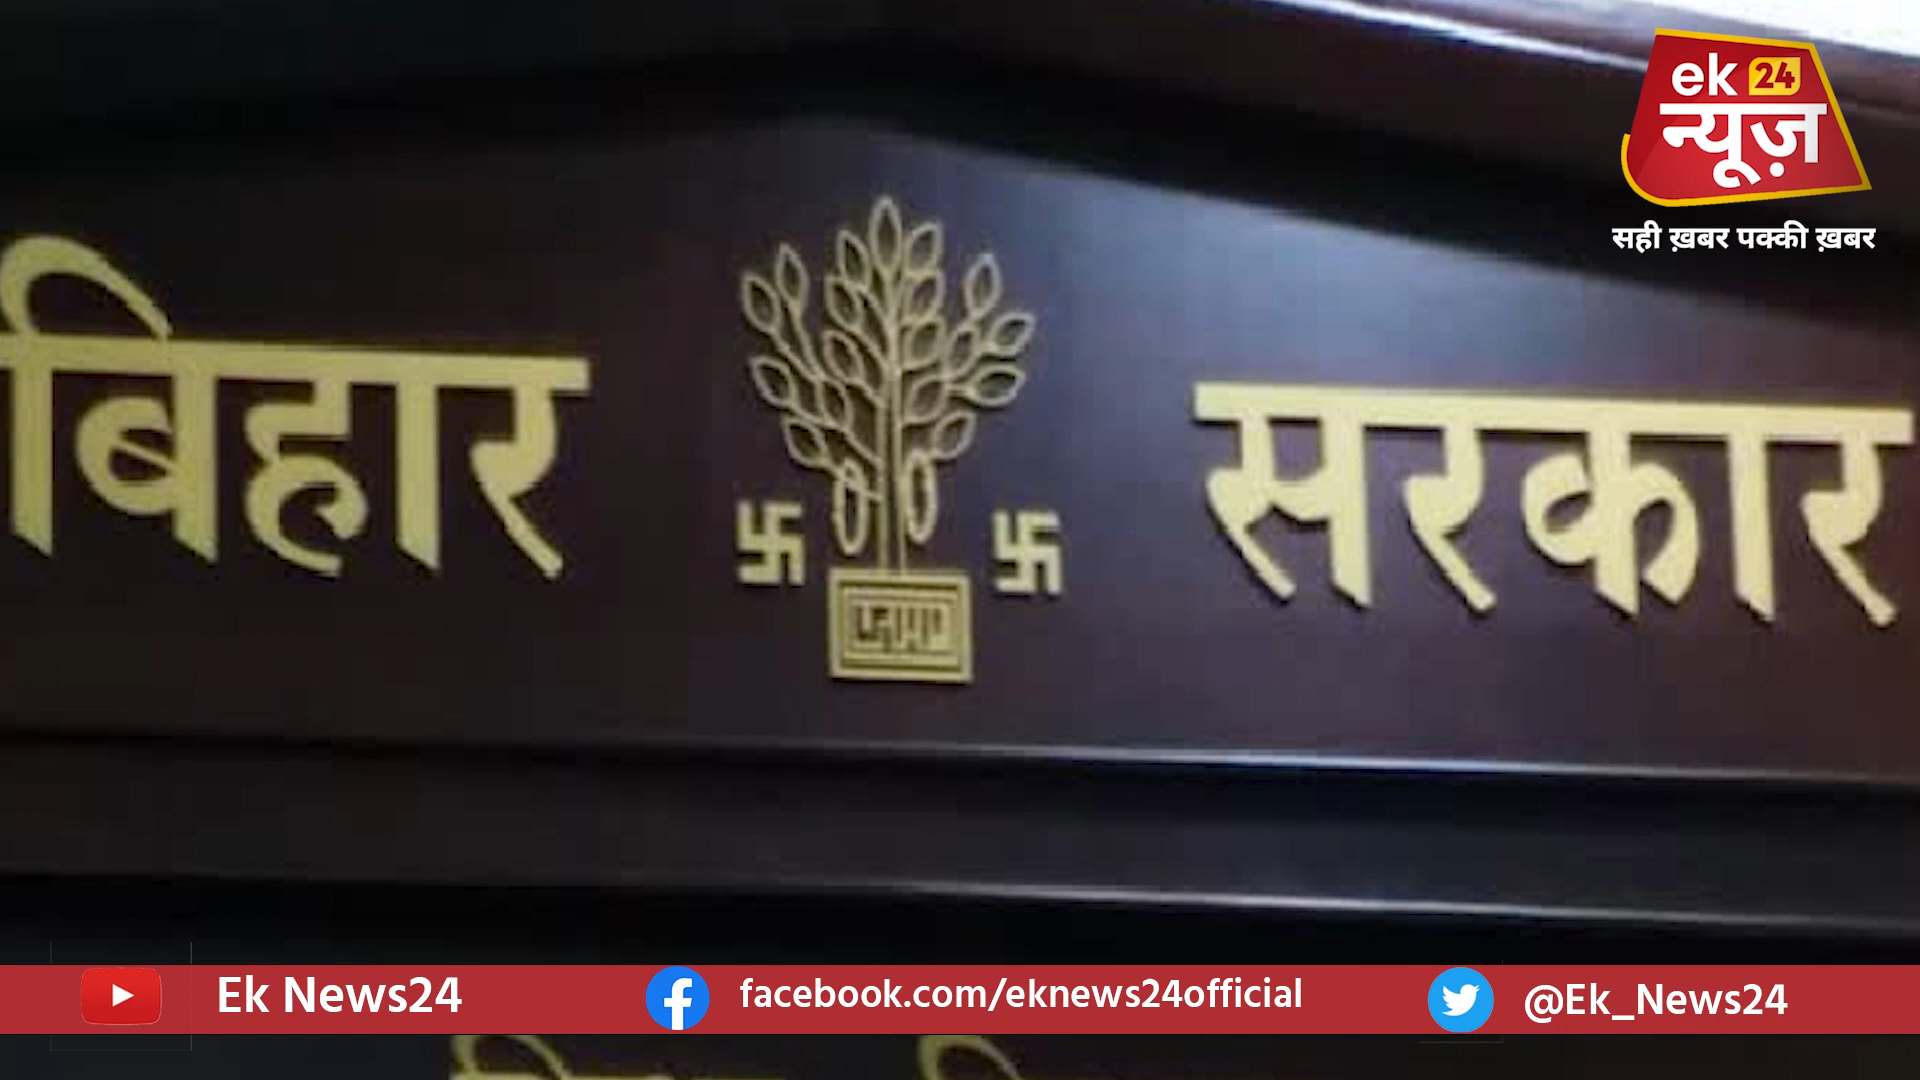 ek 24
न्यूज़
सही ख़बर पक्की ख़बर
बिहार सरकार
Ek News24
facebook.com/eknews24official
@Ek_News24